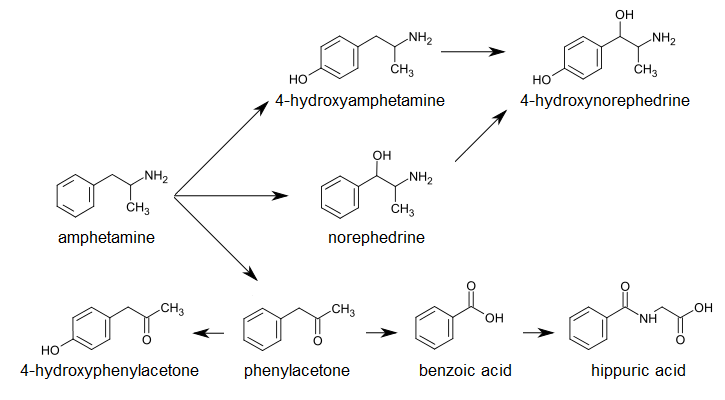 OH
NH2
NH2
CH3
CH3
HO
HO
4-hydroxyamphetamine
4-hydroxynorephedrine
OH
NH2
NH2
CH3
CH3
amphetamine
norephedrine
O
CH3
CH3
O
OH
OH
NH
O
O
O
HO
4-hydroxyphenylacetone
phenylacetone
benzoic acid
hippuric acid